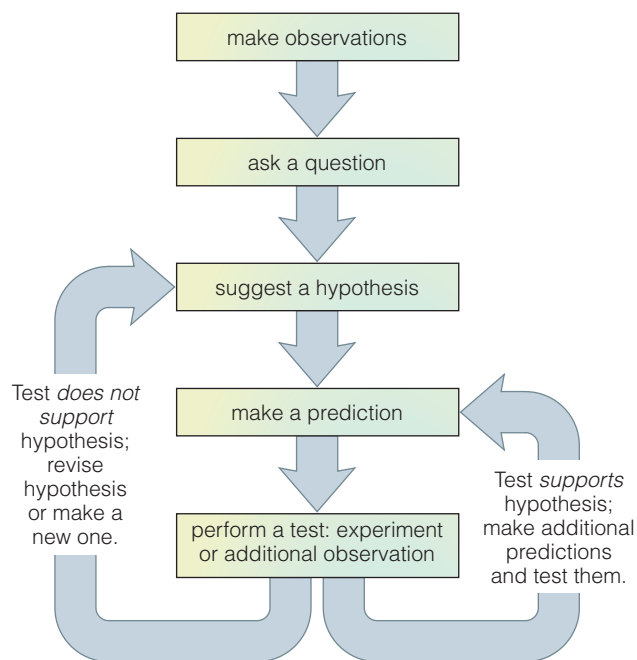 make observations
ask a question
suggest a hypothesis
make a prediction
perform a test: experiment
or additional observation
Test does not
support
hypothesis;
revise
hypothesis
or make a
new one.
Test supports
hypothesis;
make additional
predictions
and test them.